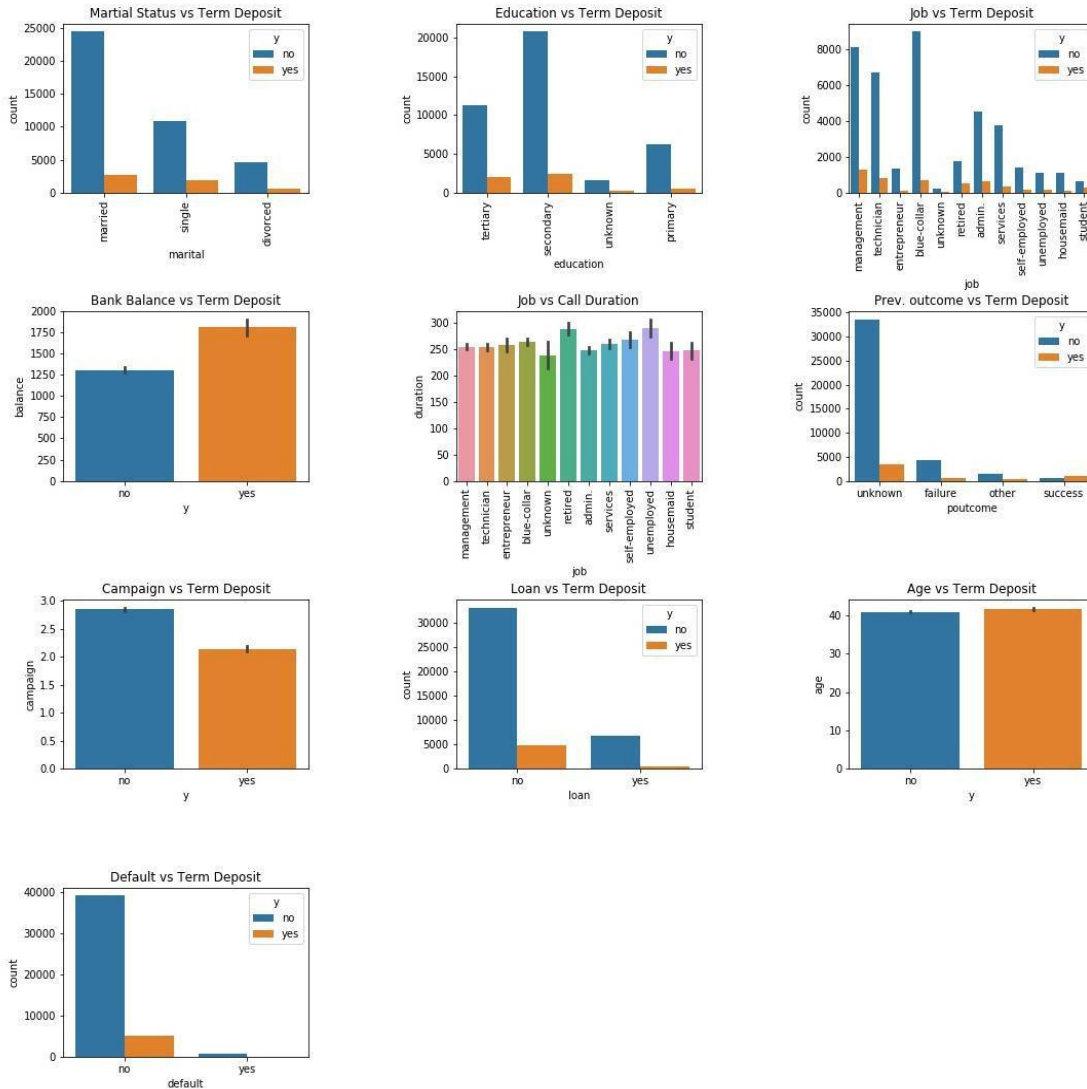 Martial Status vs Term Deposit
25000
20000
15000
10000
5000
0
count
y
no
yes
married
single
divorced
marital
Education vs Term Deposit
20000
15000
10000
5000
0
count
y
no
yes
tertiary
secondary
unknown
primary
education
Job vs Term Deposit
8000
6000
4000
2000
0
count
y
no
yes
management
technician
entrepreneur
blue-collar
unknown
retired
admin.
services
self-employed
unemployed
housemaid
student
job
Bank Balance vs Term Deposit
2000
1750
1500
1250
1000
750
500
250
0
balance
no
yes
y
Job vs Call Duration
300
250
200
150
100
50
0
duration
management
technician
entrepreneur
blue-collar
unknown
retired
admin.
services
self-employed
unemployed
housemaid
student
job
Prev. outcome vs Term Deposit
35000
30000
25000
20000
15000
10000
5000
0
count
y
no
yes
unknown
failure
other
success
poutcome
Campaign vs Term Deposit
3.0
2.5
2.0
1.5
1.0
0.5
0.0
campaign
no
yes
y
Loan vs Term Deposit
30000
25000
20000
15000
10000
5000
0
count
y
no
yes
no
yes
loan
Age vs Term Deposit
40
30
20
10
0
age
no
yes
y
Default vs Term Deposit
40000
30000
20000
10000
0
count
y
no
yes
no
yes
default